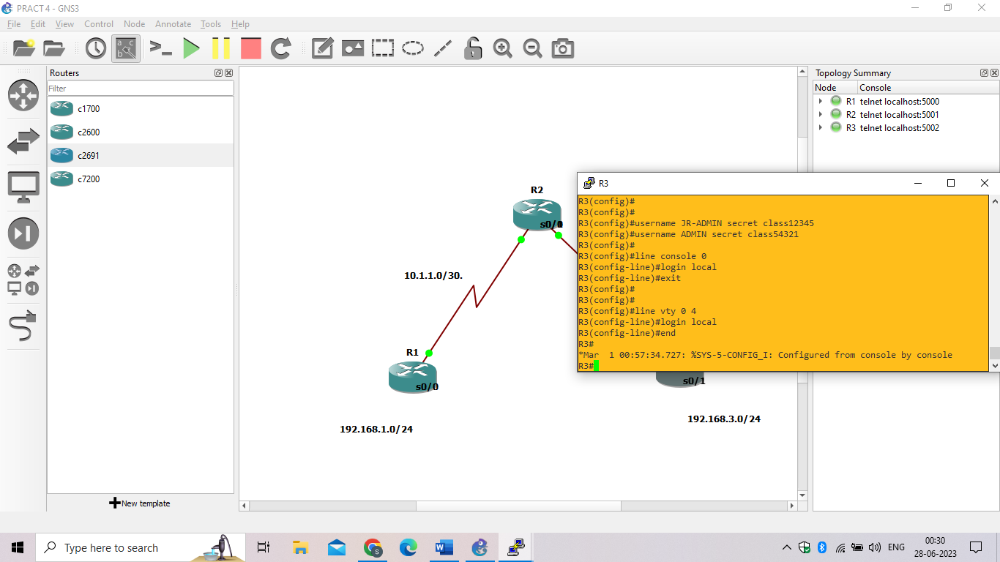 PRACT 4 - GNS3
File Edit View Control Node Annotate Tools Help
Routers
Filter
c1700
c2600
c2691
c7200
New template
R2
s0/0
10.1.1.0/30.
R1
s0/0
192.168.1.0/24
s0/1
192.168.3.0/24
Topology Summary
Node Console
R1 telnet localhost:5000
R2 telnet localhost:5001
R3 telnet localhost:5002
R3
R3(config)#
R3(config)#
R3(config)#username JR-ADMIN secret class12345
R3(config)#username ADMIN secret class54321
R3(config)#
R3(config)#line console 0
R3(config-line)#login local
R3(config-line)#exit
R3(config)#
R3(config)#
R3(config)#line vty 0 4
R3(config-line)#login local
R3(config-line)#end
R3#
*Mar  1 00:57:34.727: %SYS-5-CONFIG_I: Configured from console by console
R3#
Type here to search
ENG
00:30
28-06-2023